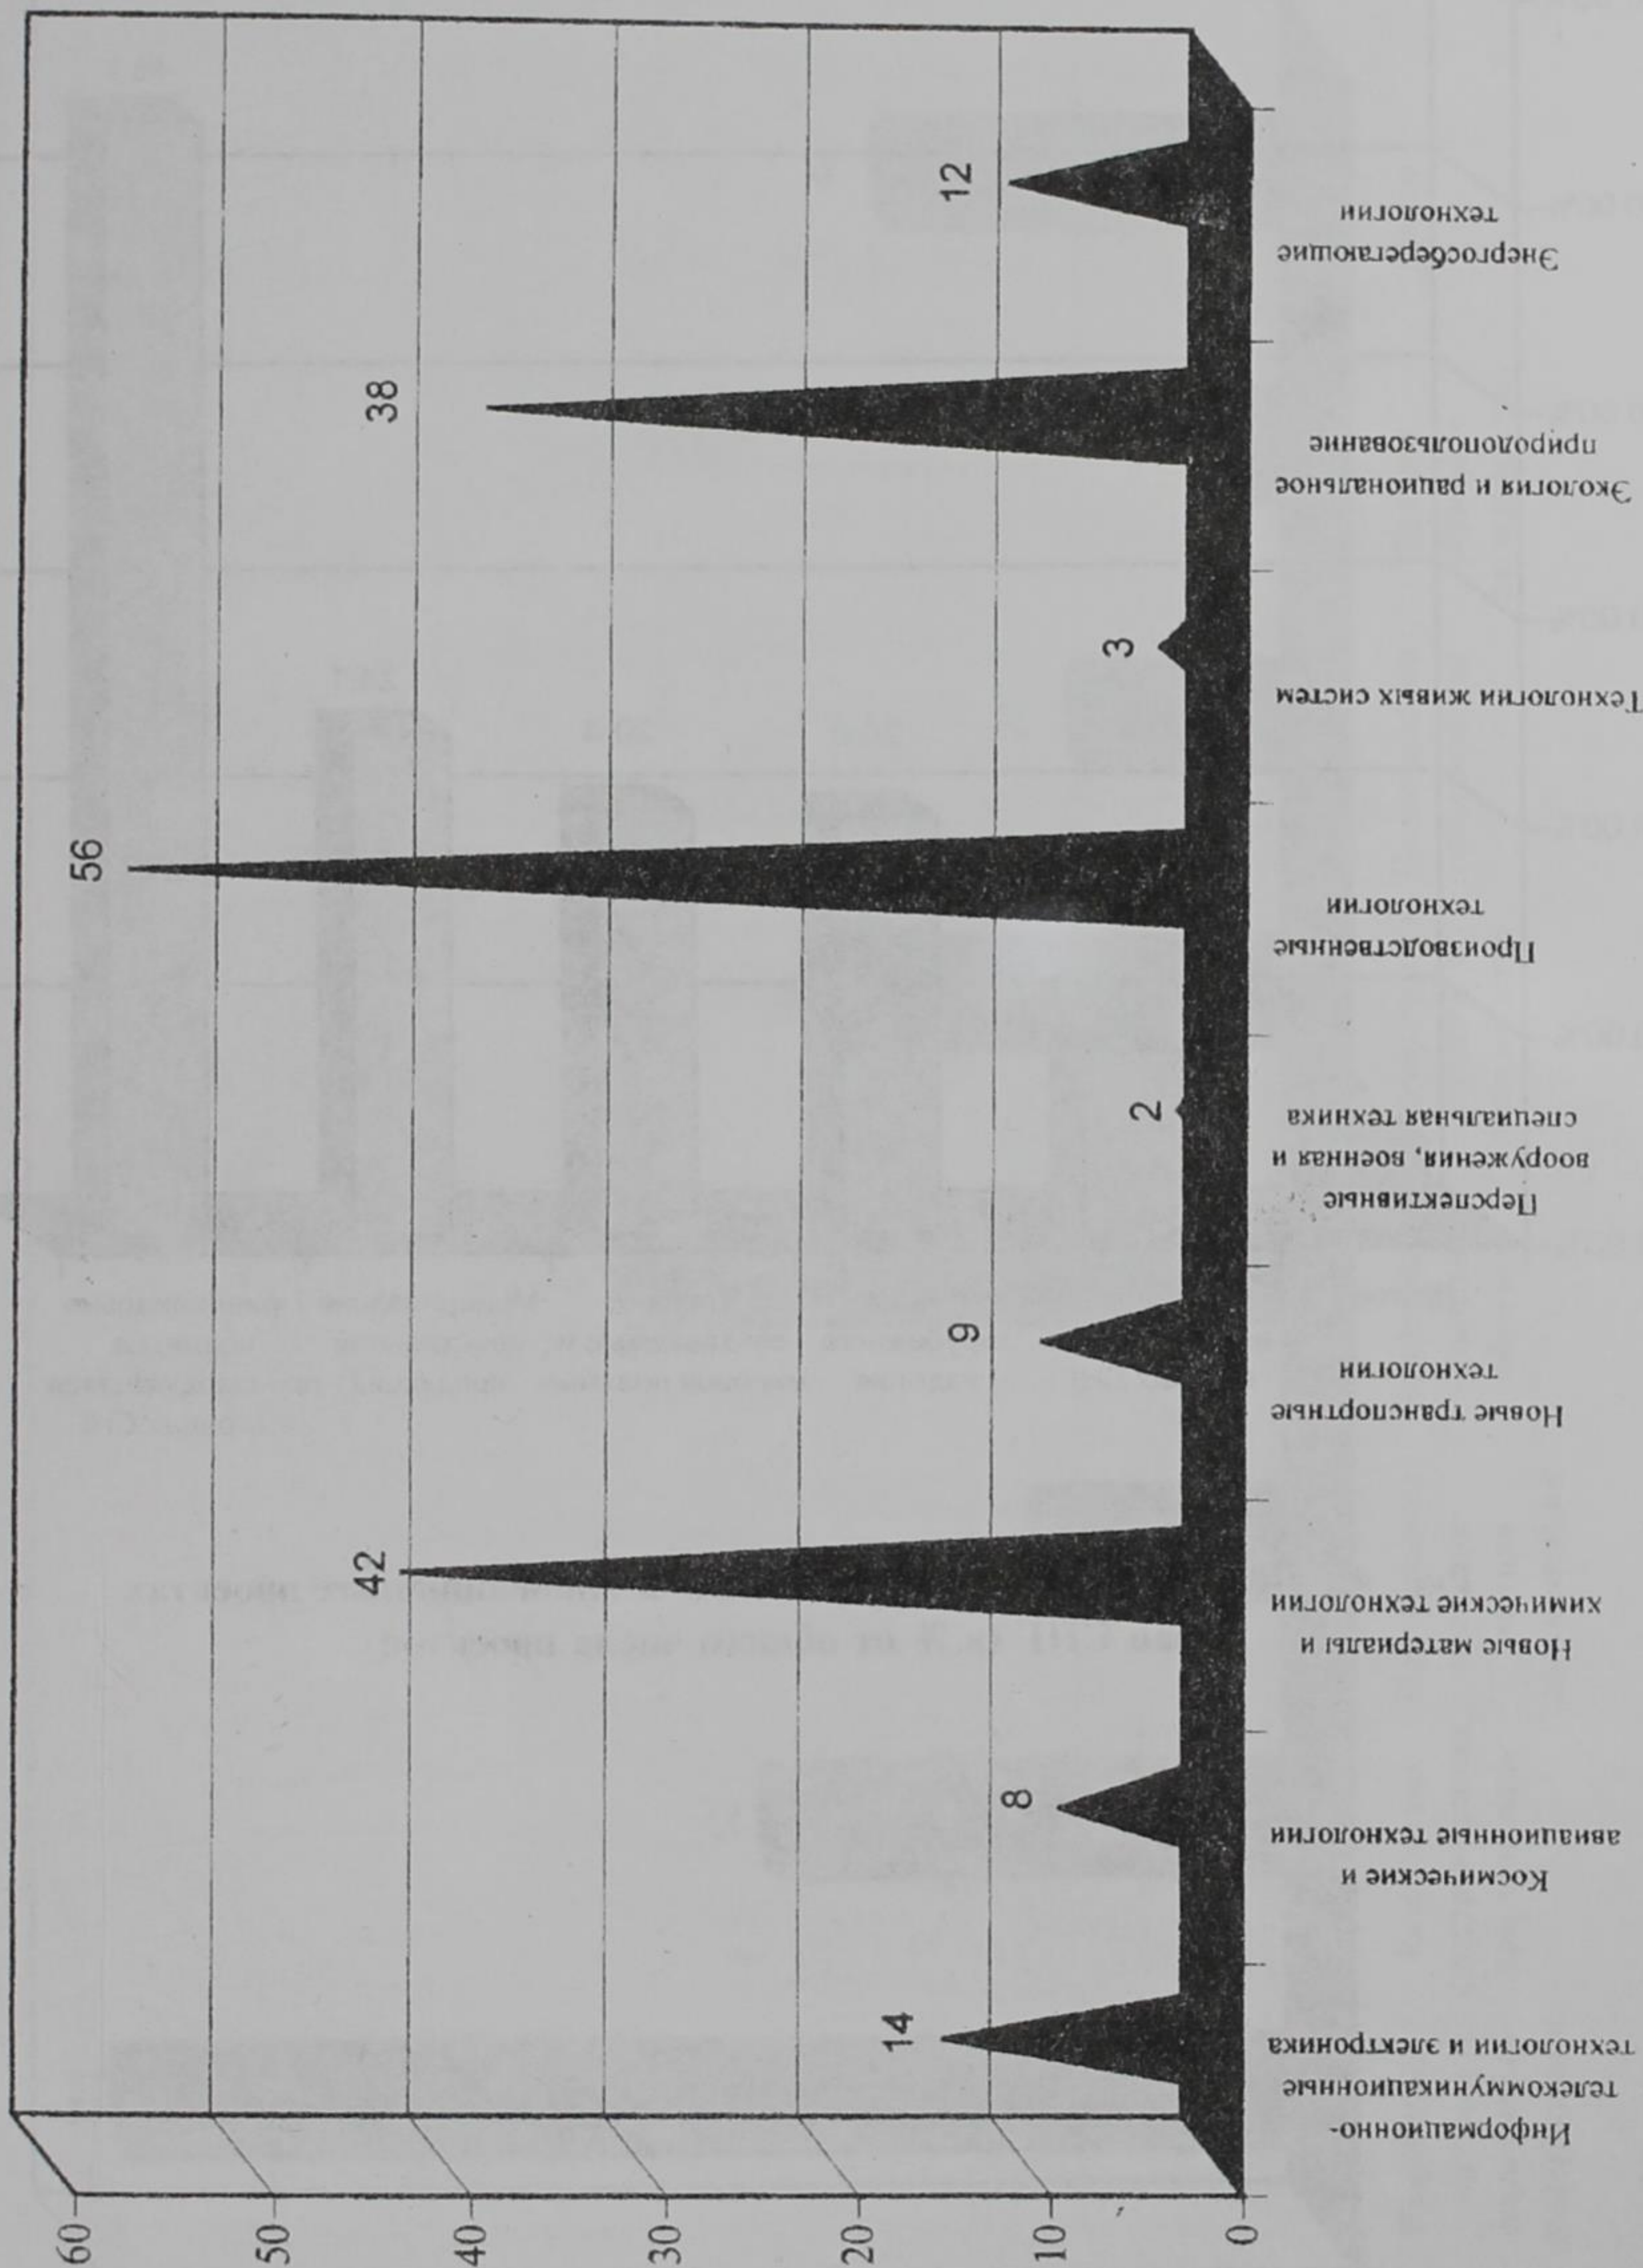 60
50
40
30
20
10
0
14
8
42
9
2
56
3
38
12
Информационно-
телекоммуникационные
технологии и электроника
Космические и
авиационные технологии
Новые материалы и
химические технологии
Новые транспортные
технологии
Перспективные
вооружения, военная и
специальная техника
Производственные
технологии
Технологии живых систем
Экология и рациональное
природопользование
Энергосберегающие
технологии